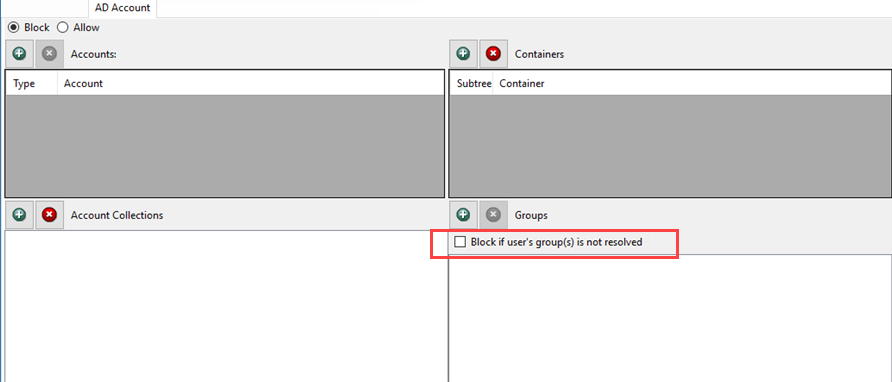 AD Account
Block Allow
Accounts:
Containers
Type Account
Subtree Container
Account Collections
Groups
Block if user's group(s) is not resolved